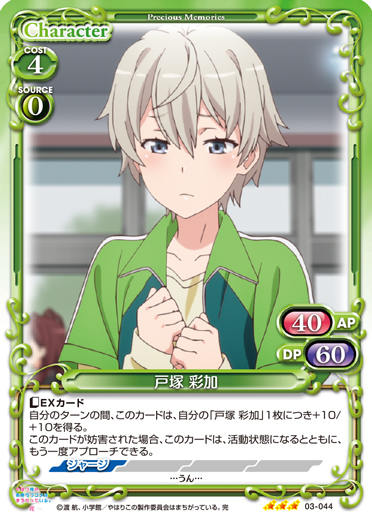 Precious Memories
Character
COST
4
SOURCE
0
40 AP
DP 60
戸塚 彩加
EXカード
自分のターンの間、このカードは、自分の「戸塚 彩加」1枚につき+10/
+10を得る。
このカードが妨害された場合、このカードは、活動状態になるとともに、
もう一度アプローチできる。
ジャージ
…うん…
©渡 航、小学館／やはりこの製作委員会はまちがっている。完
03-044